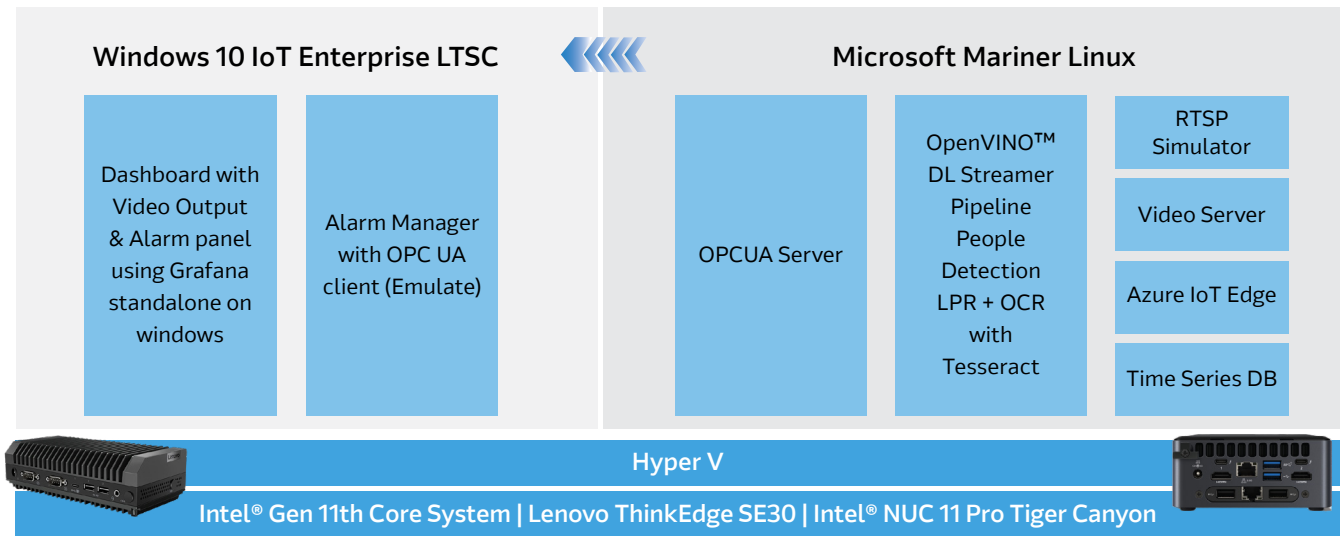 Windows 10 IoT Enterprise LTSC
Dashboard with
Video Output
& Alarm panel
using Grafana
standalone on
windows
Alarm Manager
with OPC UA
client (Emulate)
Microsoft Mariner Linux
OPCUA Server
OpenVINO™
DL Streamer
Pipeline
People
Detection
LPR + OCR
with
Tesseract
RTSP
Simulator
Video Server
Azure IoT Edge
Time Series DB
Hyper V
Intel® Gen 11th Core System | Lenovo ThinkEdge SE30 | Intel® NUC 11 Pro Tiger Canyon